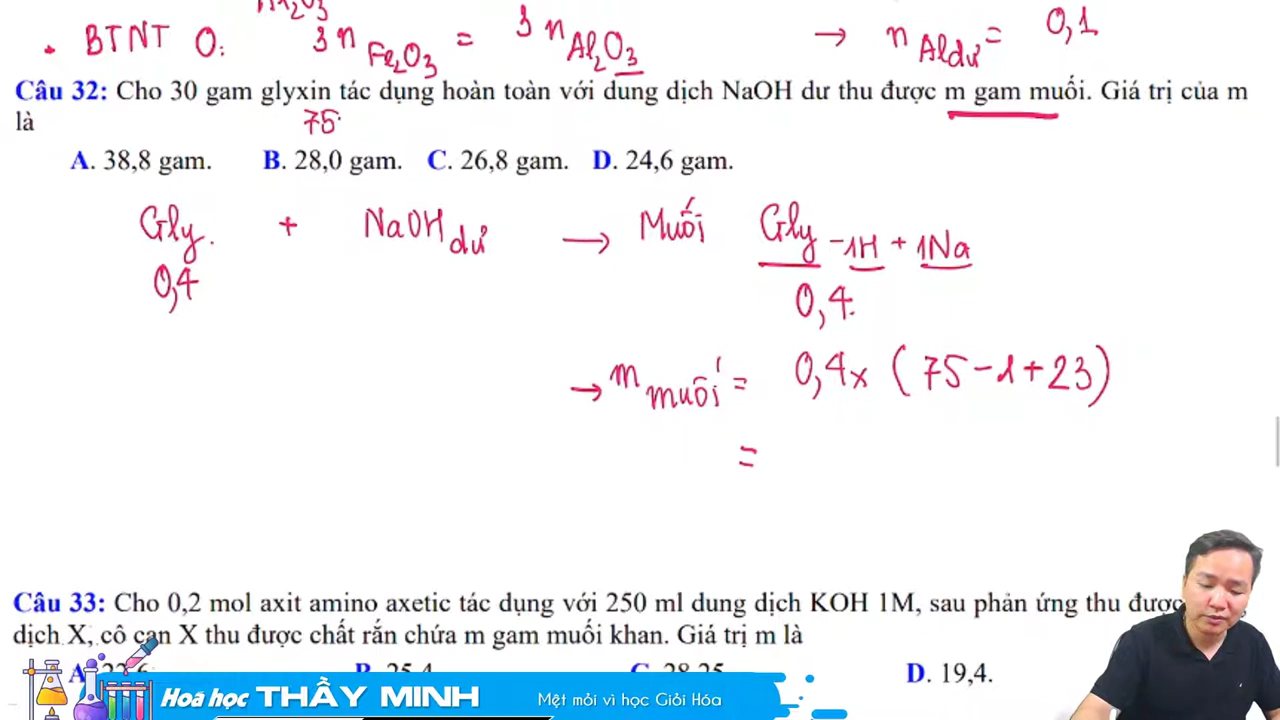 • BTNT O: 3 n Fe2O3 = 3 n Al2O3 → n Al dư = 0,1
Câu 32: Cho 30 gam glyxin tác dụng hoàn toàn với dung dịch NaOH dư thu được m gam muối. Giá trị của m
là
75
A. 38,8 gam. B. 28,0 gam. C. 26,8 gam. D. 24,6 gam.
Gly + NaOH dư → Muối Gly -1H + 1Na
0,4 0,4
→ m muối = 0,4x (75-1+23)
=
Câu 33: Cho 0,2 mol axit amino axetic tác dụng với 250 ml dung dịch KOH 1M, sau phản ứng thu được
dịch X, cô cạn X thu được chất rắn chứa m gam muối khan. Giá trị m là
D. 19,4.
Hoá học THẦY MINH Mệt mỏi vì học Giỏi Hóa